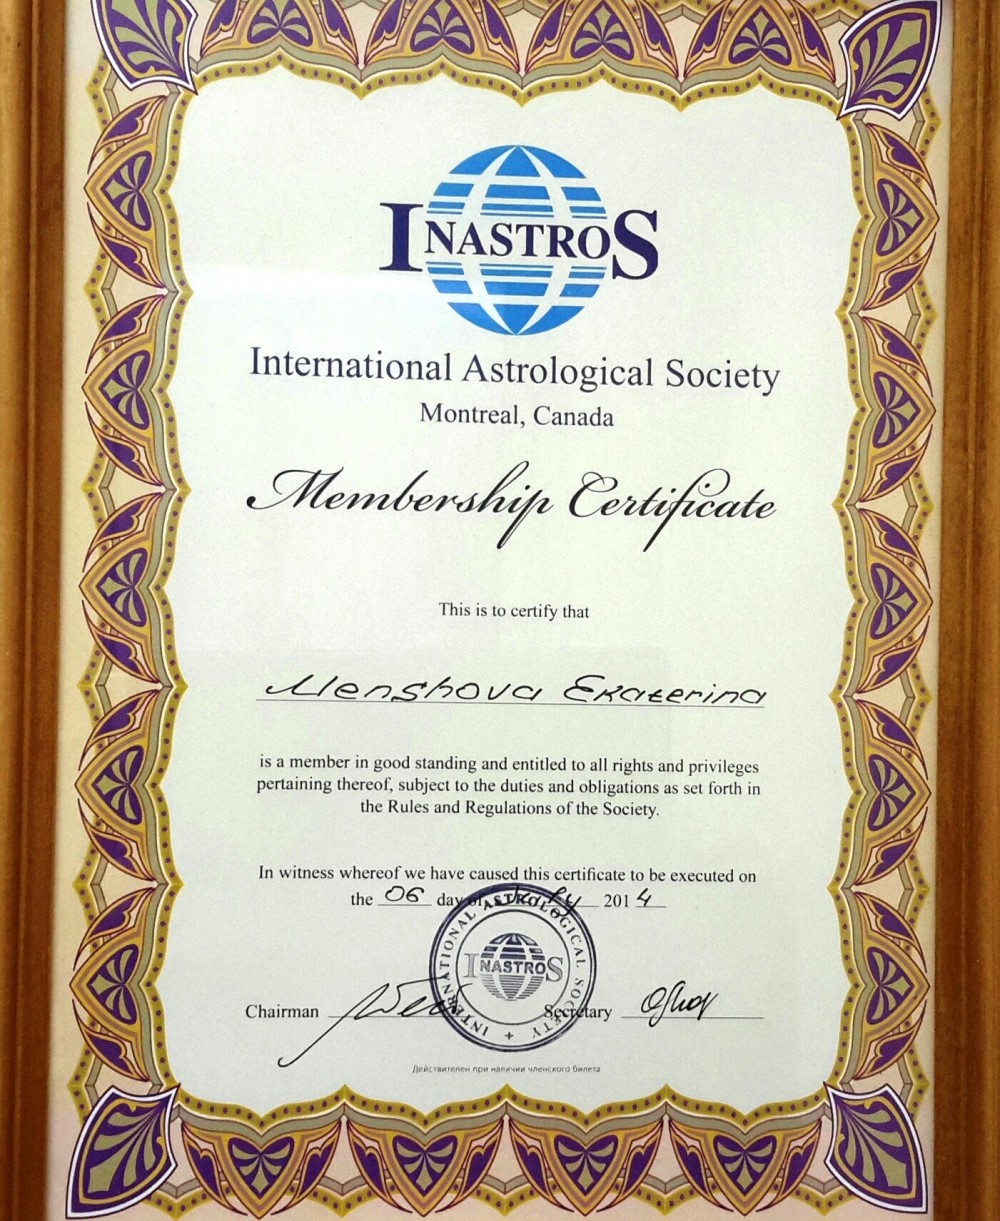 INASTROS
International Astrological Society
Montreal, Canada
Membership Certificate
This is to certify that
Menshova Ekaterina
is a member in good standing and entitled to all rights and privileges
pertaining thereof, subject to the duties and obligations as set forth in
the Rules and Regulations of the Society.
In witness whereof we have caused this certificate to be executed on
the 06 day of July 2014
INTERNATIONAL ASTROLOGICAL SOCIETY
INASTROS
Chairman Secretary
Действителен при наличии членского билета